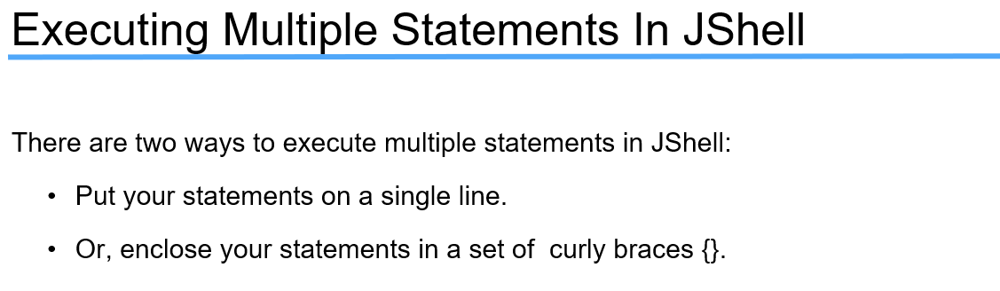 Executing Multiple Statements In JShell
There are two ways to execute multiple statements in JShell:
• Put your statements on a single line.
• Or, enclose your statements in a set of  curly braces {}.